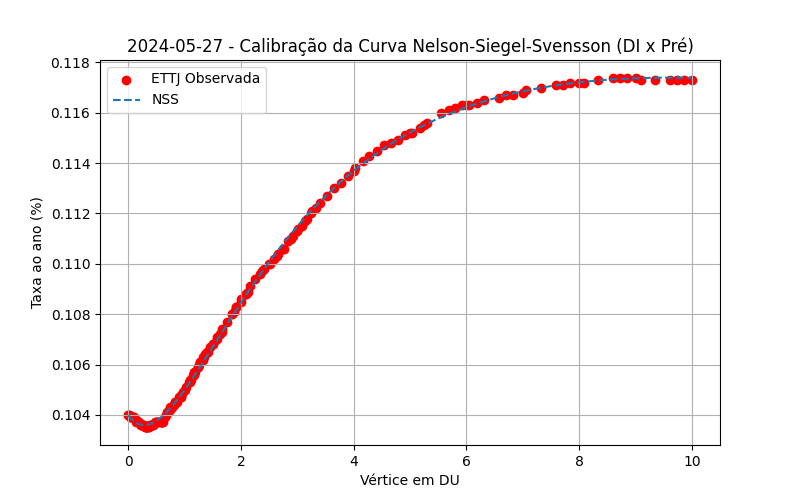 2024-05-27 - Calibração da Curva Nelson-Siegel-Svensson (DI x Pré)
ETTJ Observada
NSS
Taxa ao ano (%)
0.118
0.116
0.114
0.112
0.110
0.108
0.106
0.104
0
2
4
6
8
10
Vértice em DU